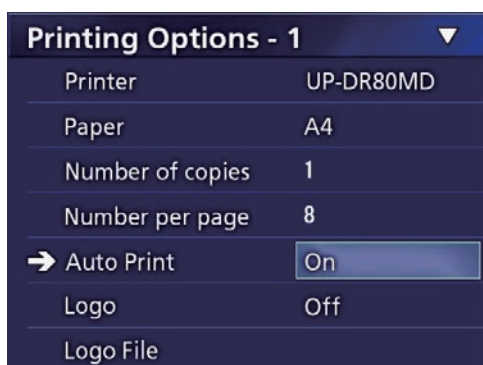 Printing Options - 1
Printer UP-DR80MD
Paper A4
Number of copies 1
Number per page 8
Auto Print On
Logo Off
Logo File